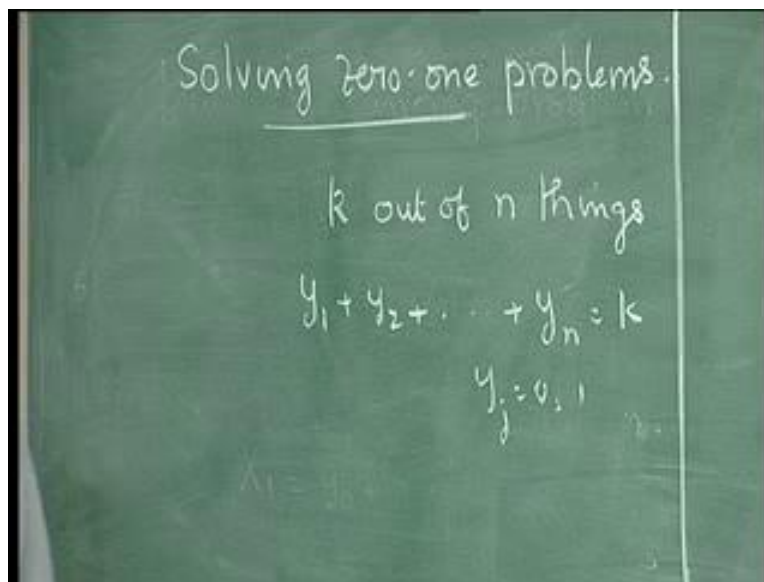 Solving zero-one problems.
k out of n things
y₁ + y₂ + . . . + yₙ = k
yⱼ = 0, 1